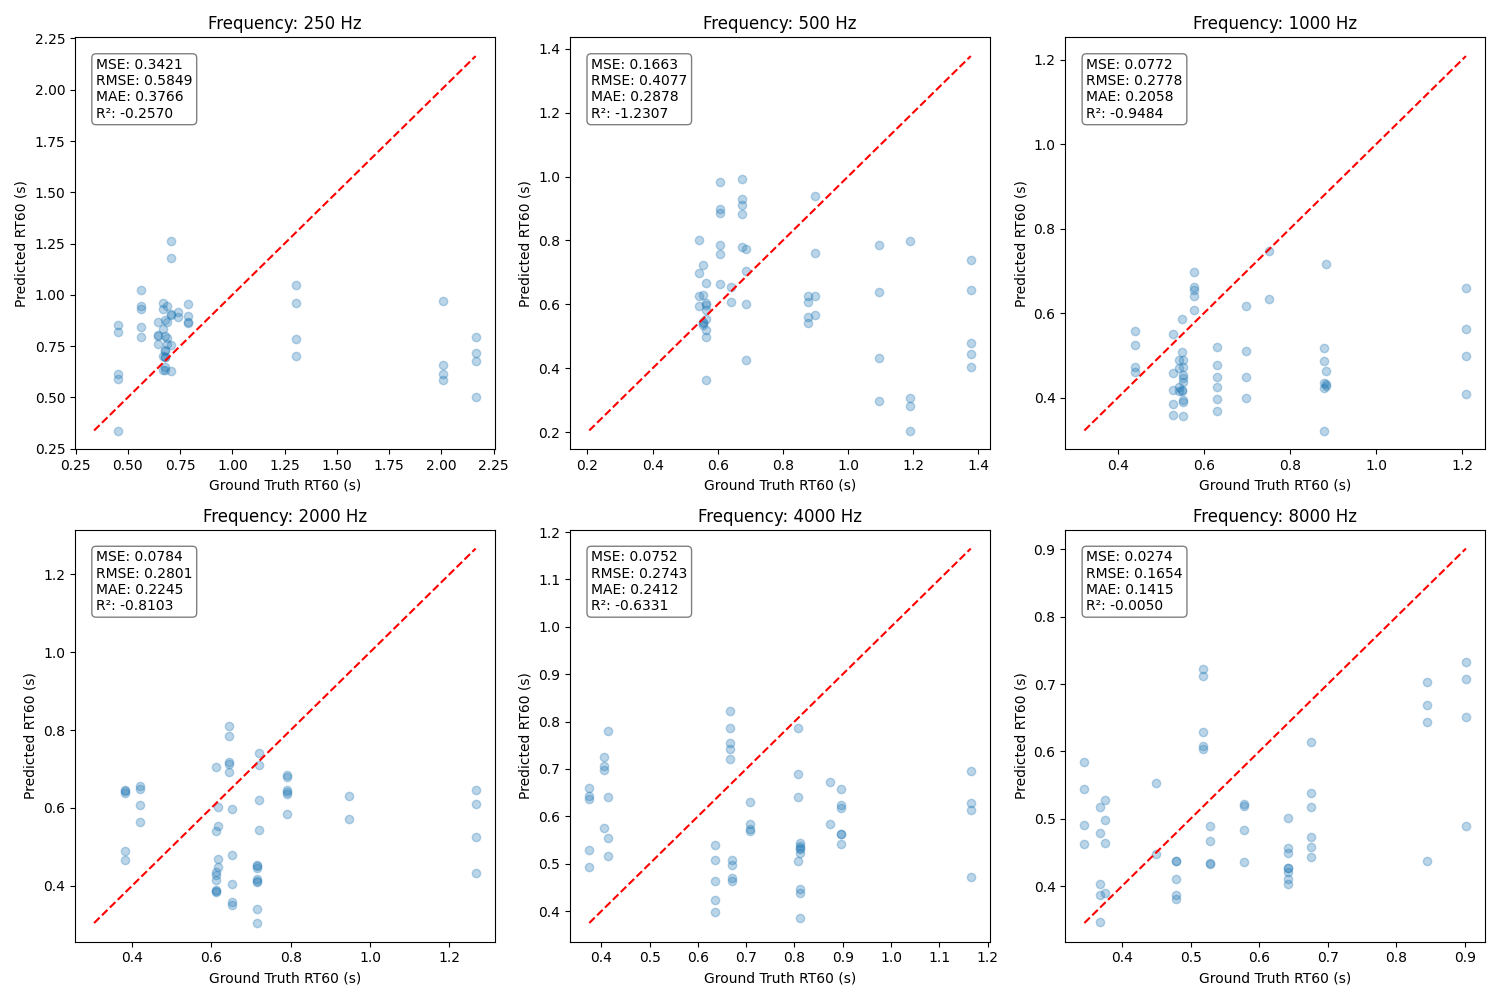 Frequency: 250 Hz
MSE: 0.3421
RMSE: 0.5849
MAE: 0.3766
R²: -0.2570
Predicted RT60 (s)
2.25
2.00
1.75
1.50
1.25
1.00
0.75
0.50
0.25
0.25 0.50 0.75 1.00 1.25 1.50 1.75 2.00 2.25
Ground Truth RT60 (s)
Frequency: 500 Hz
MSE: 0.1663
RMSE: 0.4077
MAE: 0.2878
R²: -1.2307
Predicted RT60 (s)
1.4
1.2
1.0
0.8
0.6
0.4
0.2
0.2 0.4 0.6 0.8 1.0 1.2 1.4
Ground Truth RT60 (s)
Frequency: 1000 Hz
MSE: 0.0772
RMSE: 0.2778
MAE: 0.2058
R²: -0.9484
Predicted RT60 (s)
1.2
1.0
0.8
0.6
0.4
0.4 0.6 0.8 1.0 1.2
Ground Truth RT60 (s)
Frequency: 2000 Hz
MSE: 0.0784
RMSE: 0.2801
MAE: 0.2245
R²: -0.8103
Predicted RT60 (s)
1.2
1.0
0.8
0.6
0.4
0.4 0.6 0.8 1.0 1.2
Ground Truth RT60 (s)
Frequency: 4000 Hz
MSE: 0.0752
RMSE: 0.2743
MAE: 0.2412
R²: -0.6331
Predicted RT60 (s)
1.2
1.1
1.0
0.9
0.8
0.7
0.6
0.5
0.4
0.4 0.5 0.6 0.7 0.8 0.9 1.0 1.1 1.2
Ground Truth RT60 (s)
Frequency: 8000 Hz
MSE: 0.0274
RMSE: 0.1654
MAE: 0.1415
R²: -0.0050
Predicted RT60 (s)
0.9
0.8
0.7
0.6
0.5
0.4
0.4 0.5 0.6 0.7 0.8 0.9
Ground Truth RT60 (s)